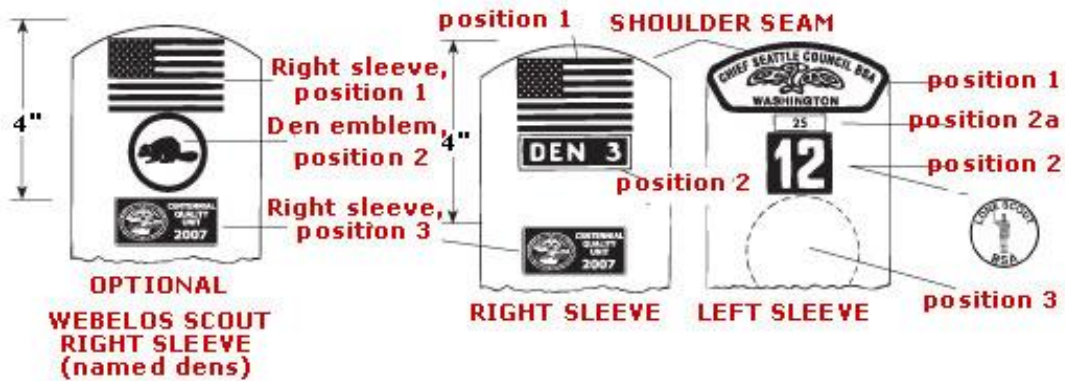 4"
Right sleeve,
position 1
Den emblem,
position 2
Right sleeve,
position 3
CENTENNIAL
QUALITY
UNIT
2007
OPTIONAL
WEBELOS SCOUT
RIGHT SLEEVE
(named dens)
position 1
SHOULDER SEAM
4"
DEN 3
position 2
CENTENNIAL
QUALITY
UNIT
2007
RIGHT SLEEVE
CHIEF SEATTLE COUNCIL BSA
WASHINGTON
25
12
position 1
position 2a
position 2
LONE SCOUT
BSA
position 3
LEFT SLEEVE